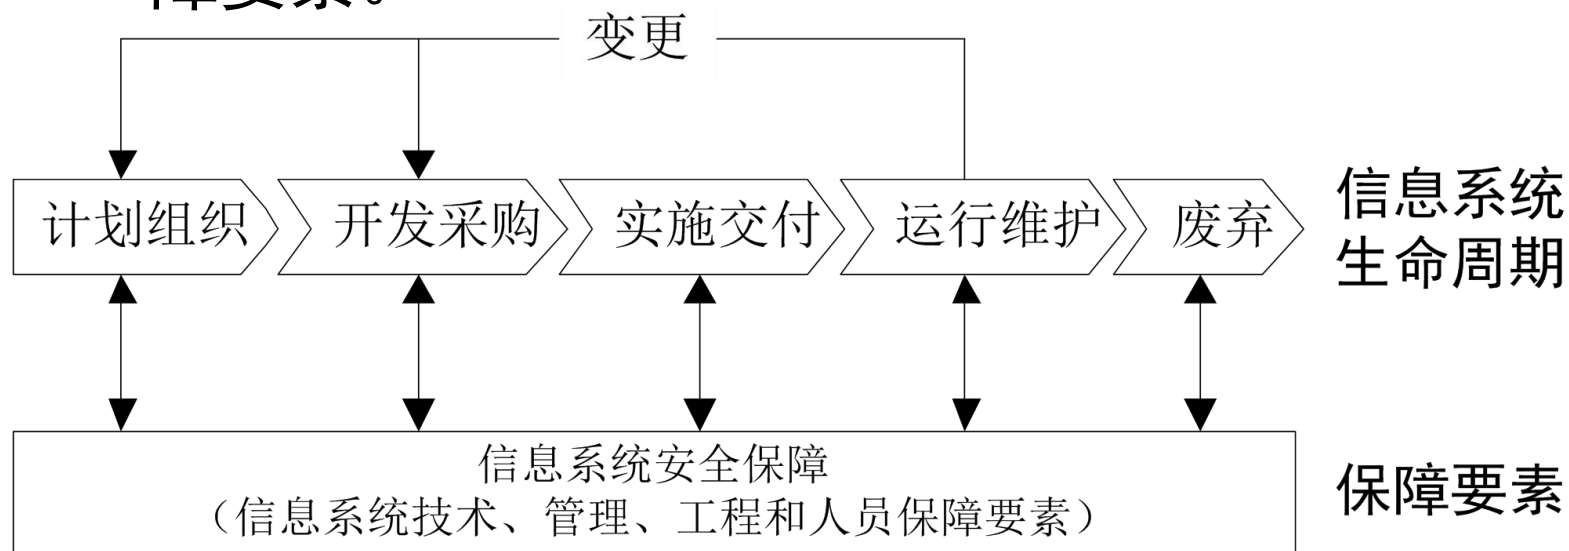 障要素。
变更
计划组织
开发采购
实施交付
运行维护
废弃
信息系统
生命周期
信息系统安全保障
（信息系统技术、管理、工程和人员保障要素）
保障要素